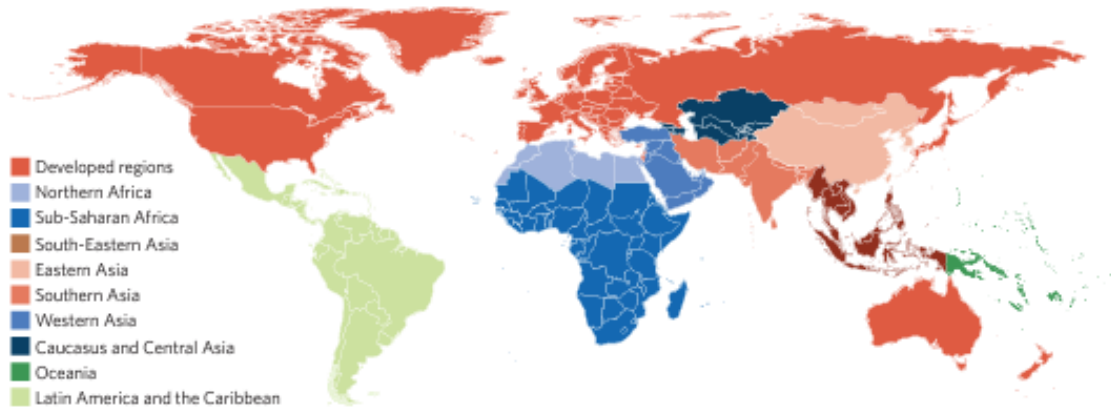 Developed regions
Northern Africa
Sub-Saharan Africa
South-Eastern Asia
Eastern Asia
Southern Asia
Western Asia
Caucasus and Central Asia
Oceania
Latin America and the Caribbean